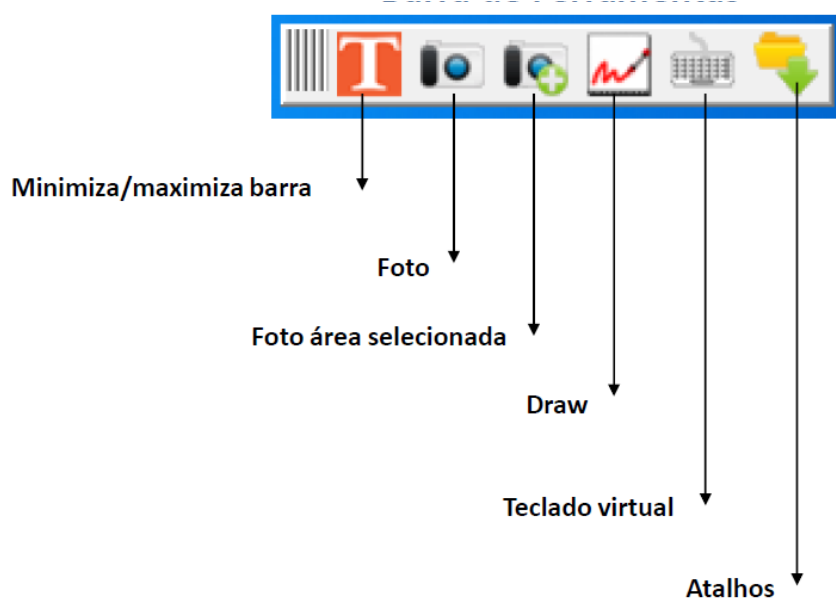 T
Minimiza/maximiza barra
Foto
Foto área selecionada
Draw
Teclado virtual
Atalhos